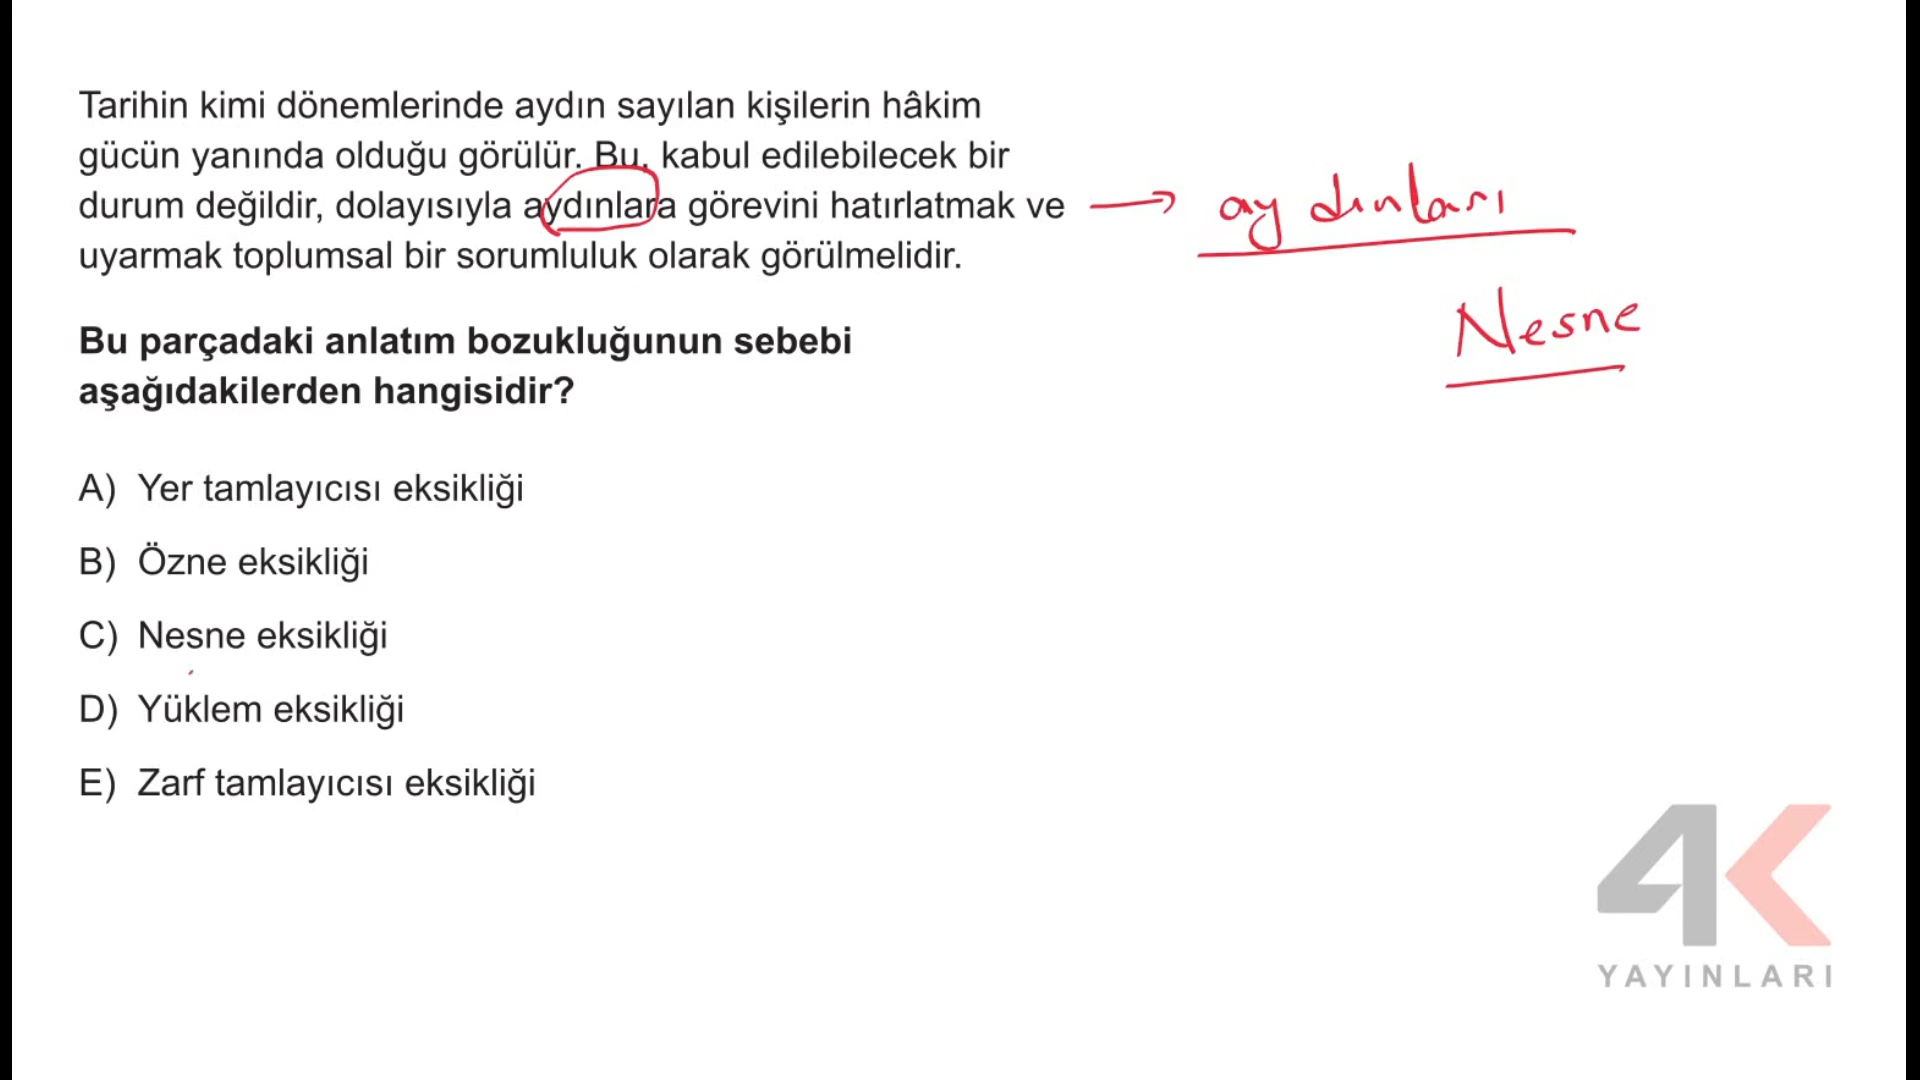 Tarihin kimi dönemlerinde aydın sayılan kişilerin hâkim
gücün yanında olduğu görülür. Bu, kabul edilebilecek bir
durum değildir, dolayısıyla aydınlara görevini hatırlatmak ve
uyarmak toplumsal bir sorumluluk olarak görülmelidir.
aydınları
Nesne
Bu parçadaki anlatım bozukluğunun sebebi
aşağıdakilerden hangisidir?
A) Yer tamlayıcısı eksikliği
B) Özne eksikliği
C) Nesne eksikliği
D) Yüklem eksikliği
E) Zarf tamlayıcısı eksikliği
4K
YAYINLARI